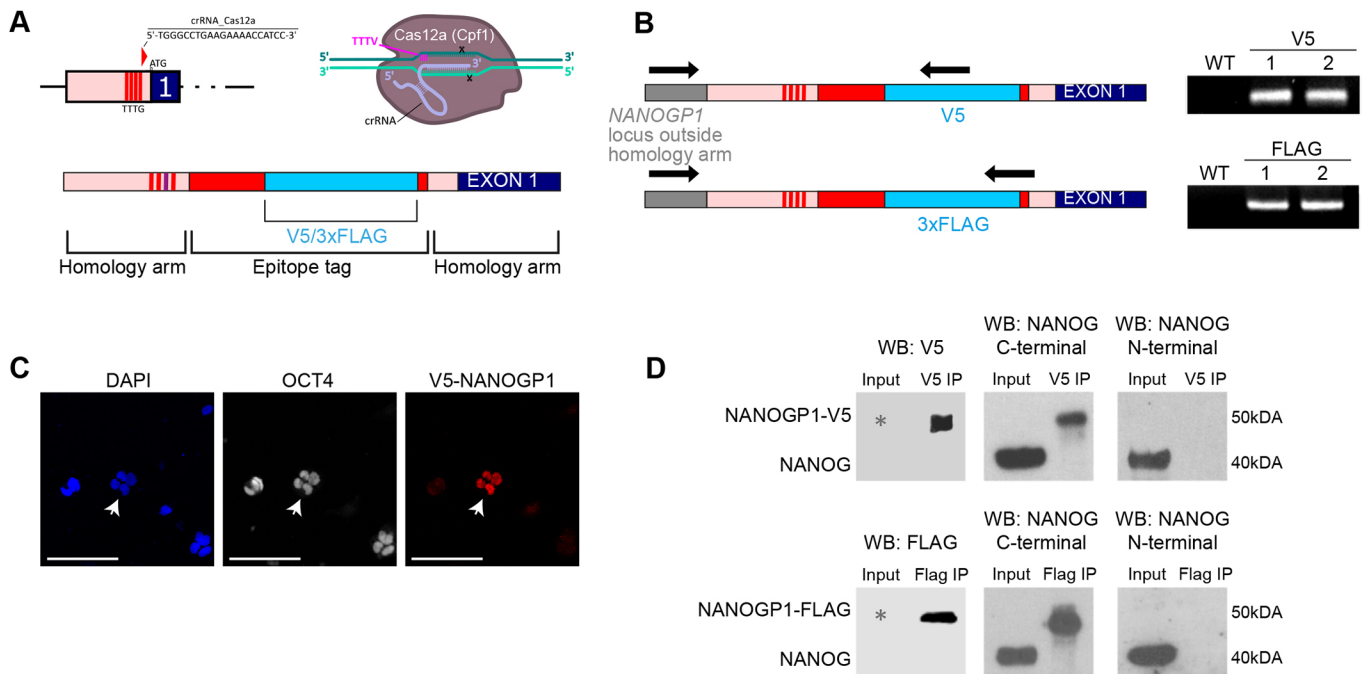 A
crRNA_Cas12a
5'-TGGGCCTGAAGAAAACCATCC-3'
ATG
1
TTTG
Cas12a (Cpf1)
TTTV
x
5' 3'
3' 5'
5' 3'
x
crRNA
EXON 1
V5/3xFLAG
Homology arm Epitope tag Homology arm
B
EXON 1
V5
NANOGP1
locus outside
homology arm
EXON 1
3xFLAG
V5
WT 1 2
FLAG
WT 1 2
C
DAPI OCT4 V5-NANOGP1
D
WB: V5
WB: NANOG
C-terminal
WB: NANOG
N-terminal
Input V5 IP Input V5 IP Input V5 IP
NANOGP1-V5 * 50kDA
NANOG 40kDA
WB: FLAG
WB: NANOG
C-terminal
WB: NANOG
N-terminal
Input Flag IP Input Flag IP Input Flag IP
NANOGP1-FLAG * 50kDA
NANOG 40kDA